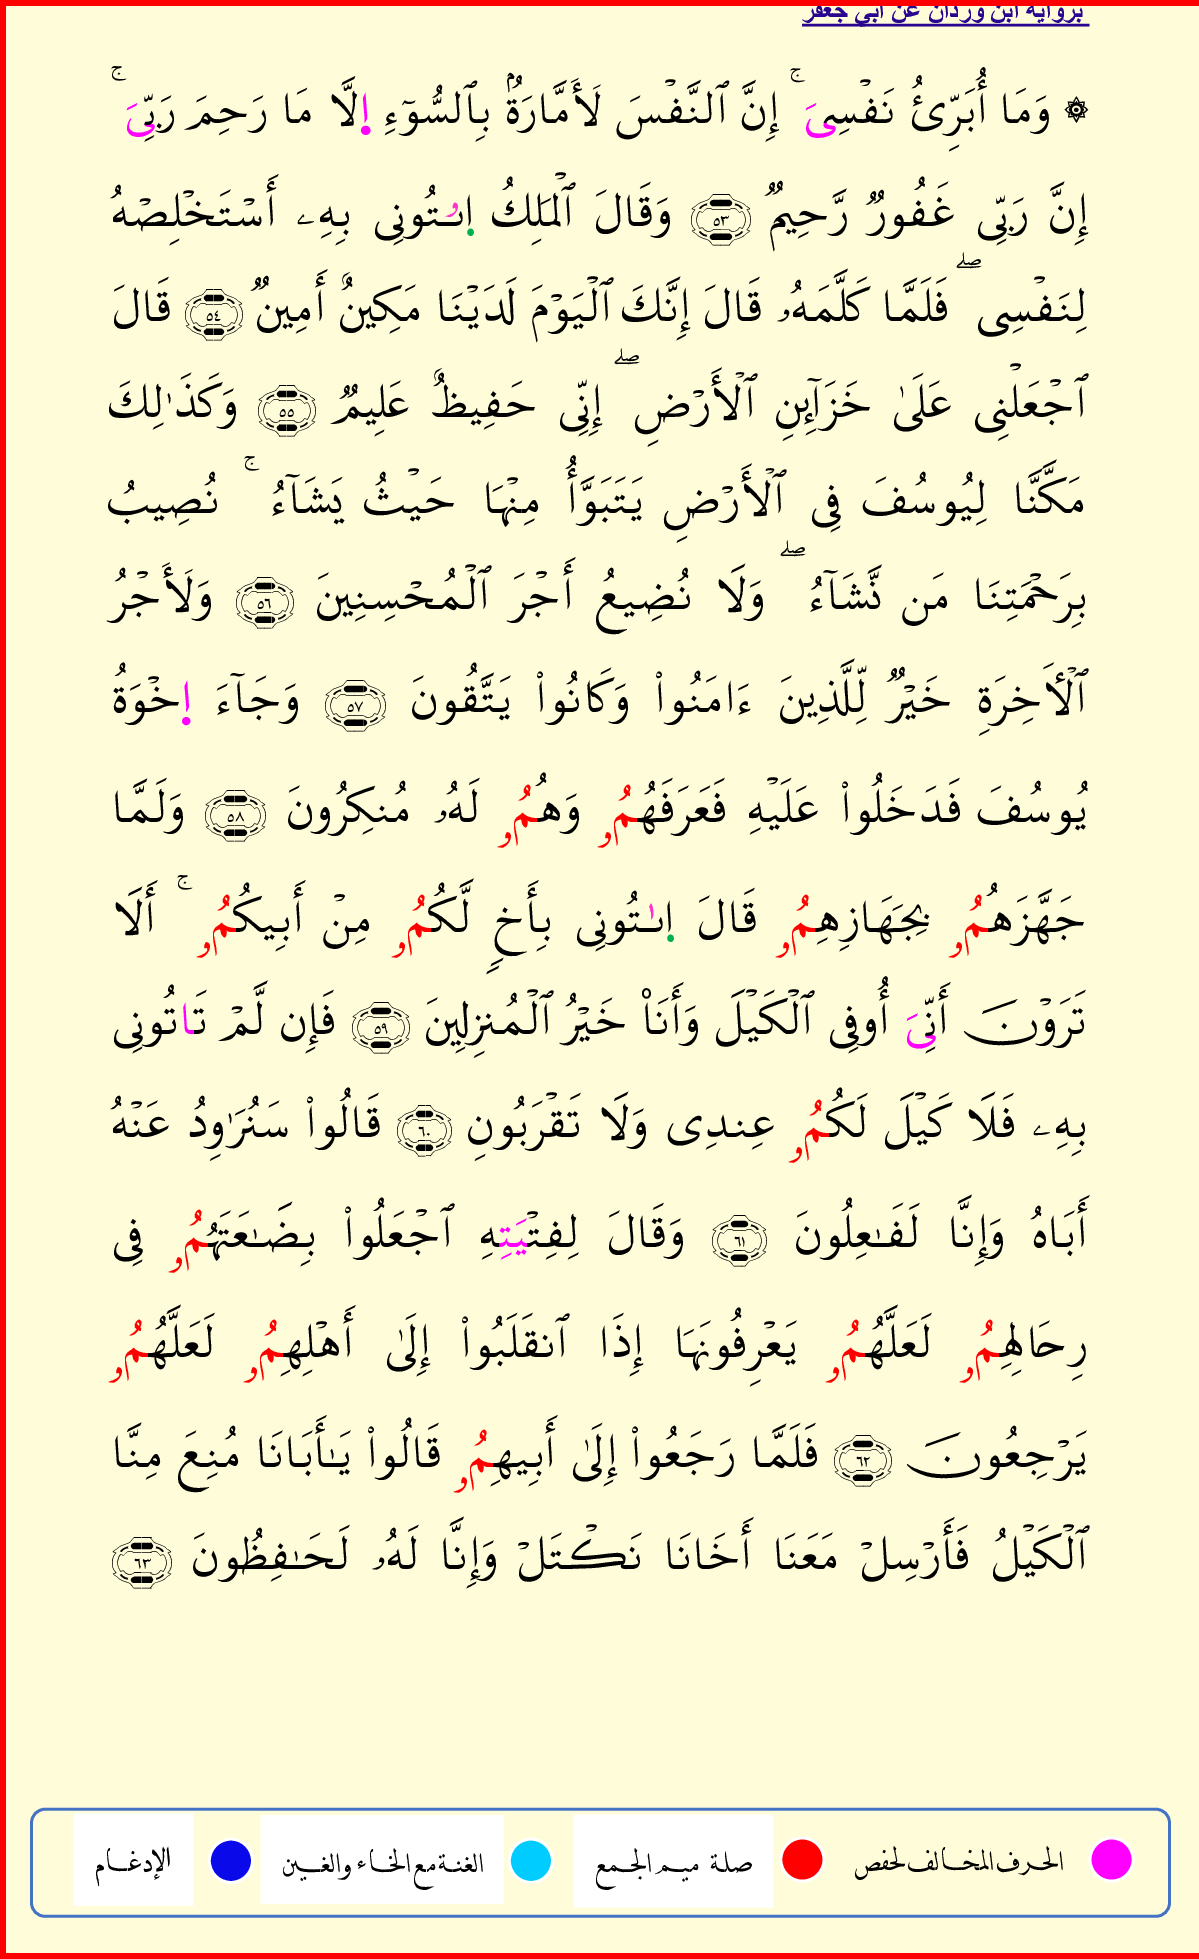 برواية ابن وردان عن أبي جعفر
۞ وَمَا أُبَرِّئُ نَفْسِىَ ۚ إِنَّ ٱلنَّفْسَ لَأَمَّارَةُۢ بِٱلسُّوٓءِ اِلَّا مَا رَحِمَ رَبِّىَ ۚ
إِنَّ رَبِّى غَفُورٌ رَّحِيمٌ ٥٣ وَقَالَ ٱلْمَلِكُ اِۥتُونِى بِهِۦ أَسْتَخْلِصْهُ
لِنَفْسِى ۖ فَلَمَّا كَلَّمَهُۥ قَالَ إِنَّكَ ٱلْيَوْمَ لَدَيْنَا مَكِينٌ أَمِينٌ ٥٤ قَالَ
ٱجْعَلْنِى عَلَىٰ خَزَآئِنِ ٱلْأَرْضِ ۖ إِنِّى حَفِيظٌ عَلِيمٌ ٥٥ وَكَذَٰلِكَ
مَكَّنَّا لِيُوسُفَ فِى ٱلْأَرْضِ يَتَبَوَّأُ مِنْهَا حَيْثُ يَشَآءُ ۚ نُصِيبُ
بِرَحْمَتِنَا مَن نَّشَآءُ ۖ وَلَا نُضِيعُ أَجْرَ ٱلْمُحْسِنِينَ ٥٦ وَلَأَجْرُ
ٱلْأَخِرَةِ خَيْرٌ لِّلَّذِينَ ءَامَنُوا۟ وَكَانُوا۟ يَتَّقُونَ ٥٧ وَجَآءَ اِخْوَةُ
يُوسُفَ فَدَخَلُوا۟ عَلَيْهِ فَعَرَفَهُمُۥ وَهُمُۥ لَهُۥ مُنكِرُونَ ٥٨ وَلَمَّا
جَهَّزَهُمُۥ بِجَهَازِهِمُۥ قَالَ اِىٰتُونِى بِأَخٍ لَّكُمُۥ مِنْ أَبِيكُمُۥ ۚ أَلَا
تَرَوْنَ أَنِّىَ أُوفِى ٱلْكَيْلَ وَأَنَا۠ خَيْرُ ٱلْمُنزِلِينَ ٥٩ فَإِن لَّمْ تَاتُونِى
بِهِۦ فَلَا كَيْلَ لَكُمُۥ عِندِى وَلَا تَقْرَبُونِ ٦٠ قَالُوا۟ سَنُرَٰوِدُ عَنْهُ
أَبَاهُ وَإِنَّا لَفَـٰعِلُونَ ٦١ وَقَالَ لِفِتْيَتِهِ ٱجْعَلُوا۟ بِضَـٰعَتَهُمُۥ فِى
رِحَالِهِمُۥ لَعَلَّهُمُۥ يَعْرِفُونَهَا إِذَا ٱنقَلَبُوا۟ إِلَىٰ أَهْلِهِمُۥ لَعَلَّهُمُۥ
يَرْجِعُونَ ٦٢ فَلَمَّا رَجَعُوا۟ إِلَىٰ أَبِيهِمُۥ قَالُوا۟ يَـٰأَبَانَا مُنِعَ مِنَّا
ٱلْكَيْلُ فَأَرْسِلْ مَعَنَا أَخَانَا نَكْتَلْ وَإِنَّا لَهُۥ لَحَـٰفِظُونَ ٦٣
الحرف المخالف لحفص صلة ميم الجمع الغنة مع الخاء والغين الإدغام